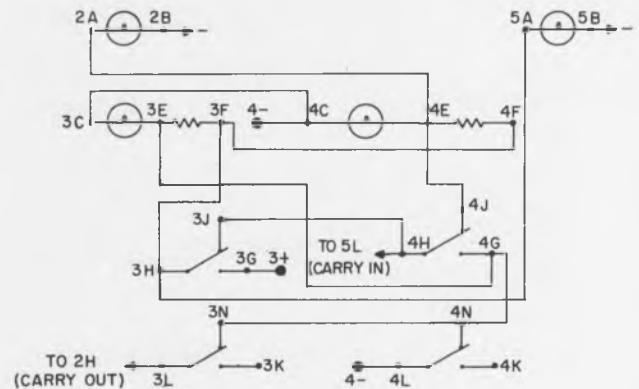 2A 2B - 5A 5B -
3C 3E 3F 4- 4C 4E 4F
3J 4J
3H 3G 3+ TO 5L (CARRY IN) 4H 4G
3N 4N
TO 2H (CARRY OUT) 3L 3K 4- 4L 4K